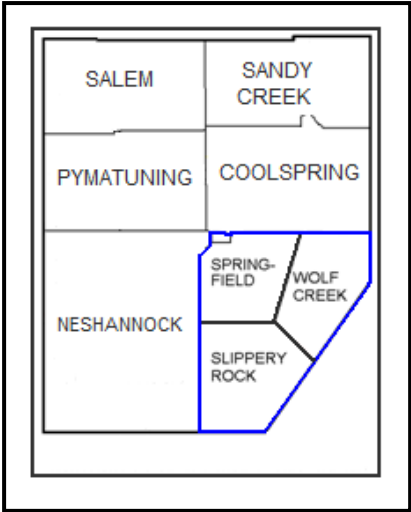 SALEM
SANDY
CREEK
PYMATUNING
COOLSPRING
SPRING-
FIELD
WOLF
CREEK
NESHANNOCK
SLIPPERY
ROCK